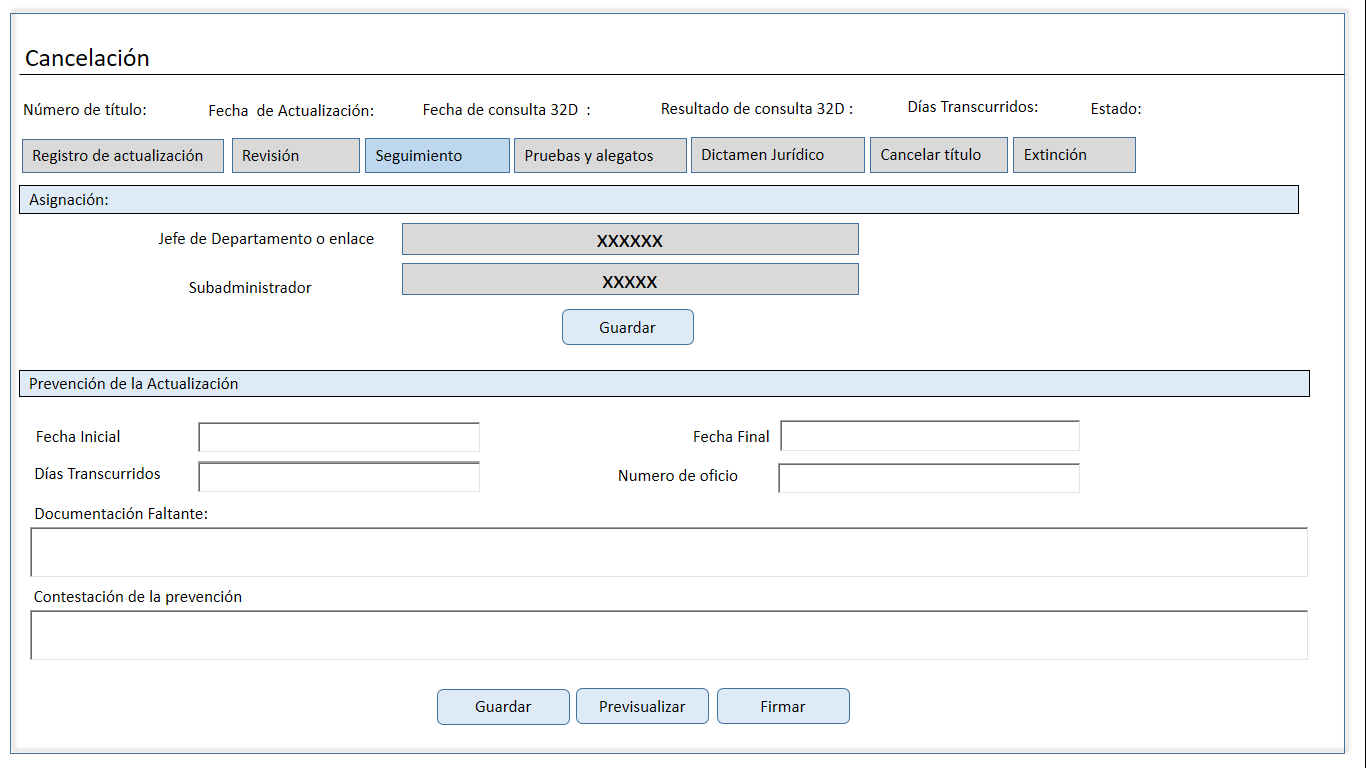 Cancelación
Número de título: Fecha de Actualización: Fecha de consulta 32D : Resultado de consulta 32D : Días Transcurridos: Estado:
Registro de actualización Revisión Seguimiento Pruebas y alegatos Dictamen Jurídico Cancelar título Extinción
Asignación:
Jefe de Departamento o enlace XXXXXX
Subadministrador XXXXX
Guardar
Prevención de la Actualización
Fecha Inicial Fecha Final
Días Transcurridos Numero de oficio
Documentación Faltante:
Contestación de la prevención
Guardar Previsualizar Firmar